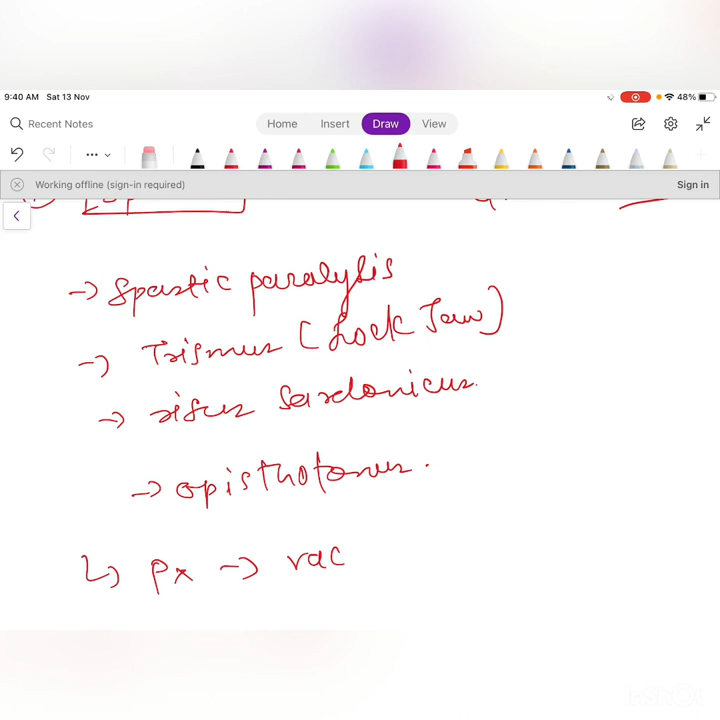 9:40 AM Sat 13 Nov
48%
Recent Notes
Home Insert Draw View
Working offline (sign-in required)
Sign in
→ Spastic paralysis
→ Trismus (Lock Jaw)
→ risus Sardonicus.
→ opisthotonus.
↳ px → vac